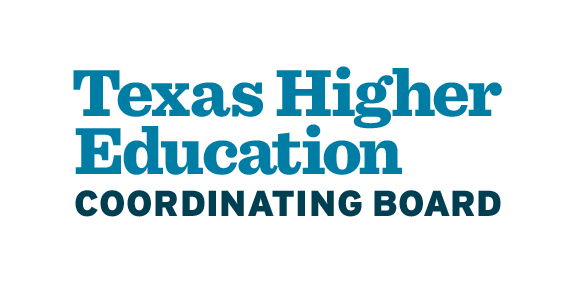 Texas Higher
Education
COORDINATING BOARD